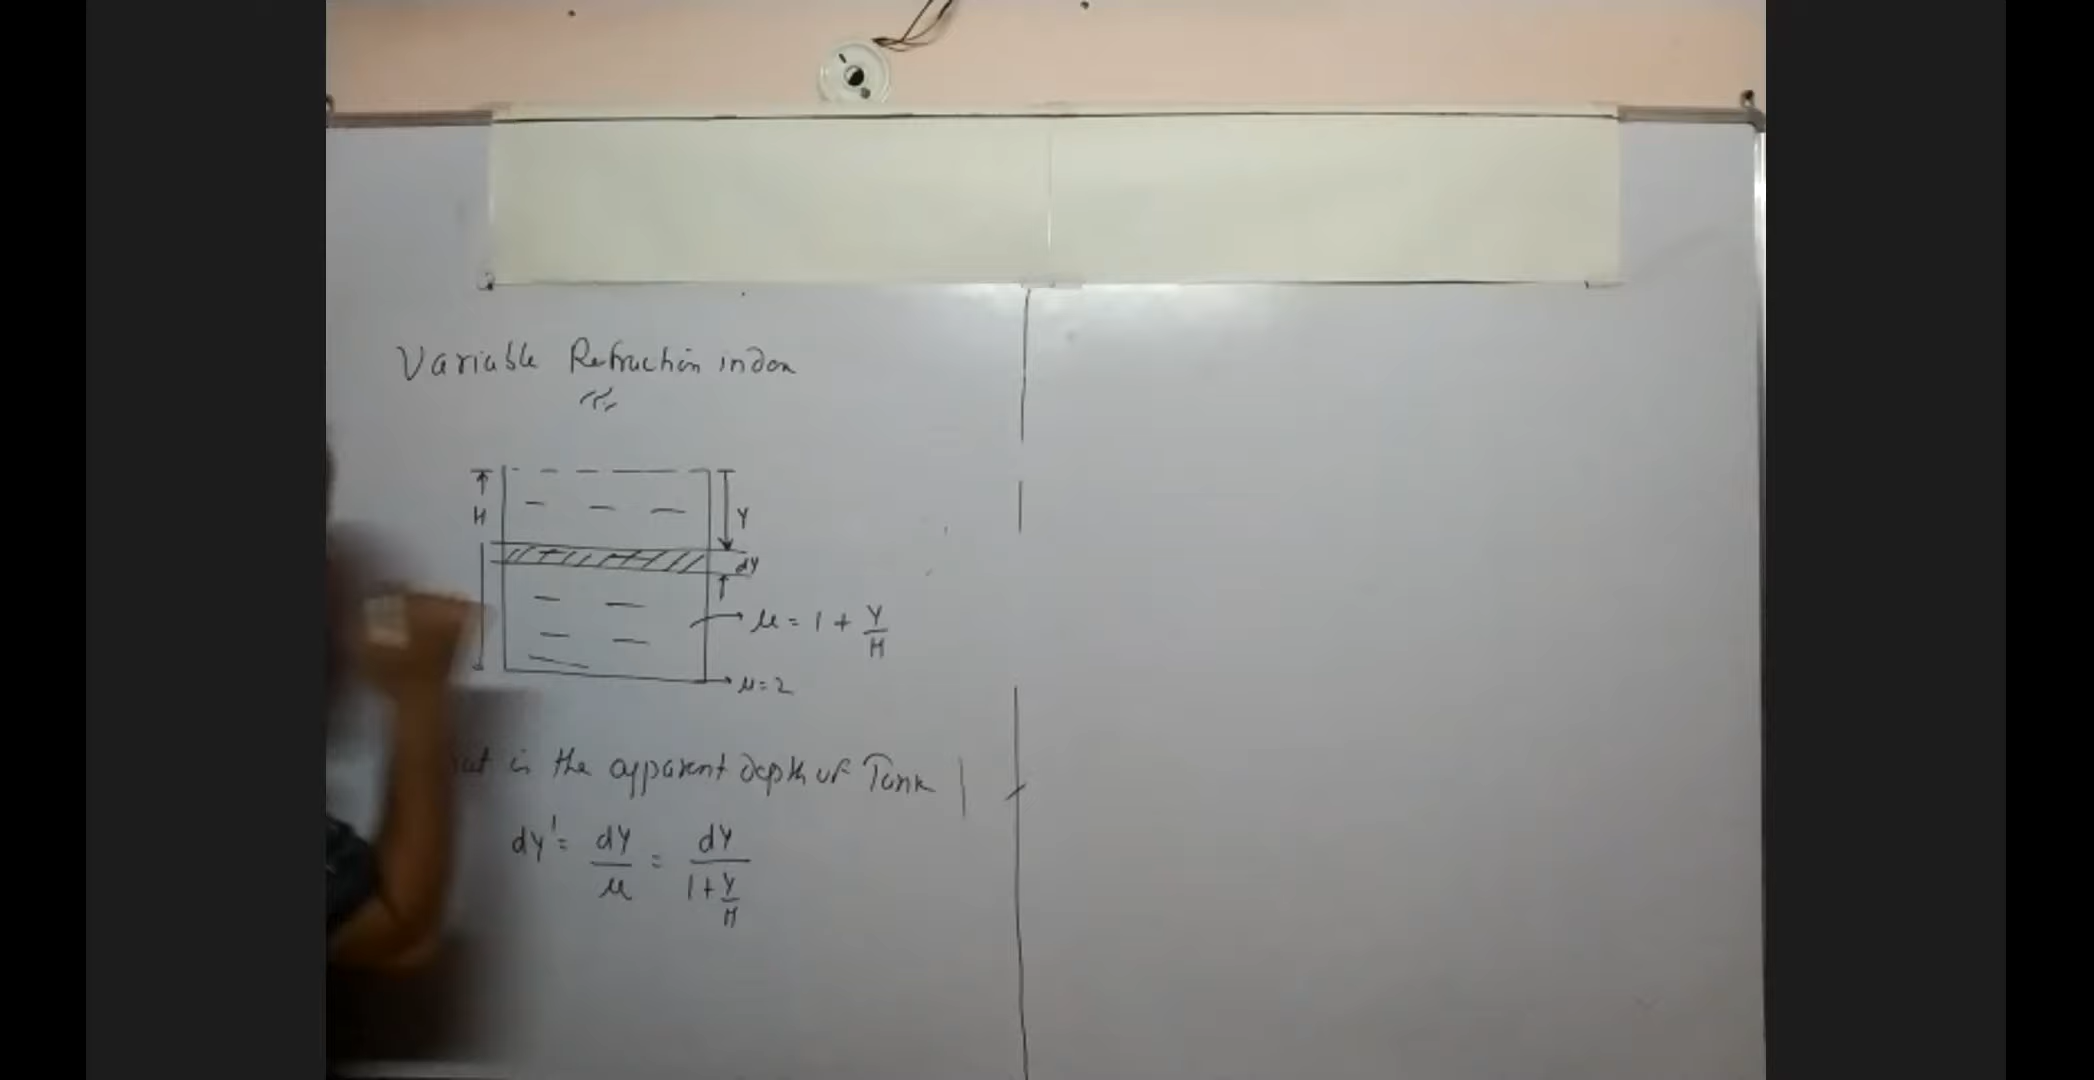 Variable Refraction index
H
Y
dY
μ = 1 + Y/H
μ = 2
is the apparent depth of Tank
dy' = dY/μ = dY/(1 + Y/H)